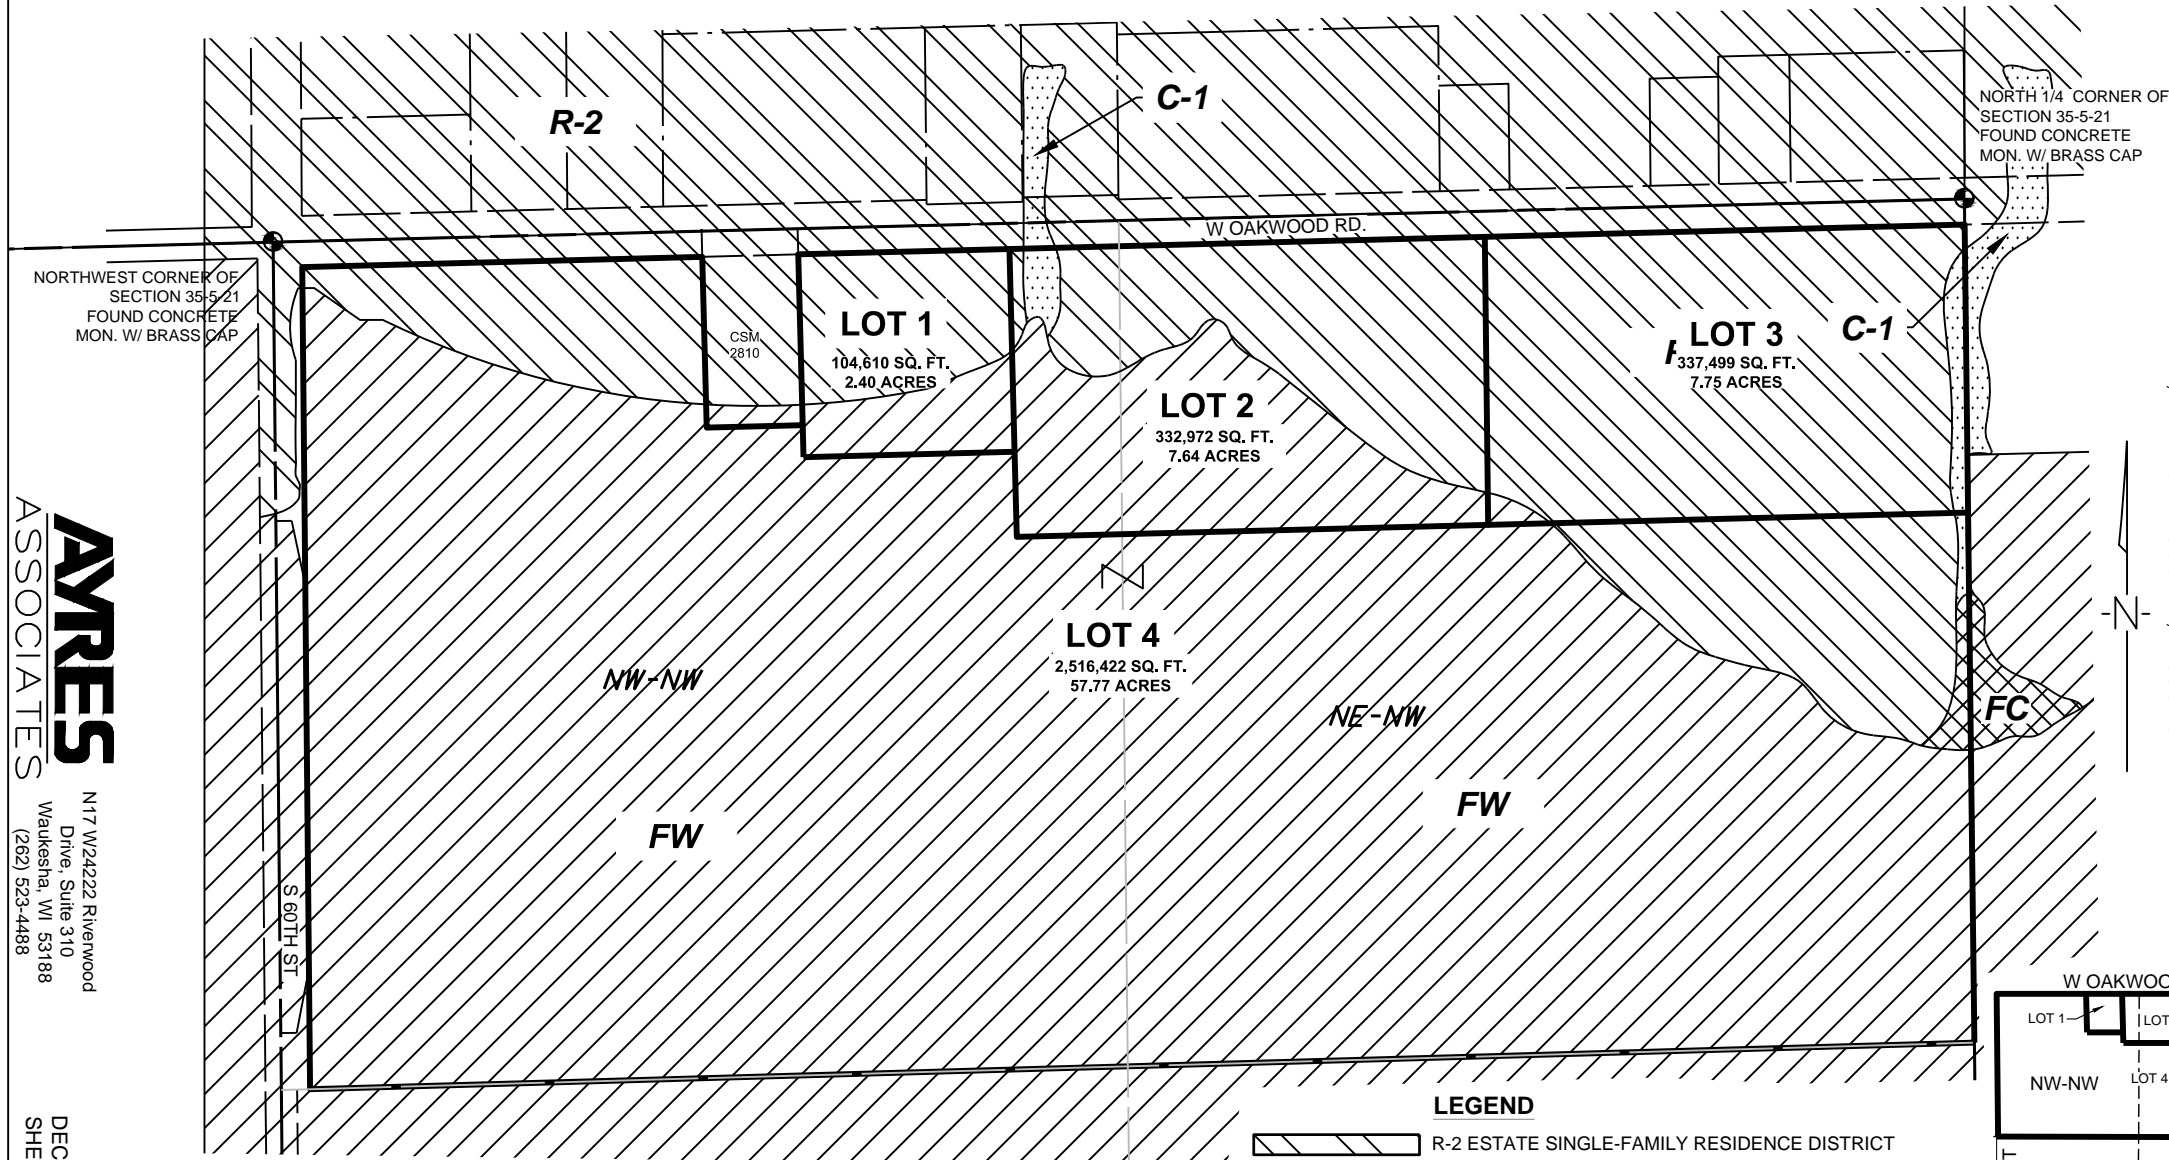 R-2
C-1
NORTH 1/4 CORNER OF
SECTION 35-5-21
FOUND CONCRETE
MON. W/ BRASS CAP
W OAKWOOD RD.
NORTHWEST CORNER OF
SECTION 35-5-21
FOUND CONCRETE
MON. W/ BRASS CAP
CSM
2810
LOT 1
104,610 SQ. FT.
2.40 ACRES
LOT 2
332,972 SQ. FT.
7.64 ACRES
LOT 3
337,499 SQ. FT.
7.75 ACRES
C-1
LOT 4
2,516,422 SQ. FT.
57.77 ACRES
NW-NW
NE-NW
FW
FW
FC
-N-
S 60TH ST
AYRES
ASSOCIATES
N17 W24222 Riverwood
Drive, Suite 310
Waukesha, WI 53188
(262) 523-4488
DEC
SHE
W OAKWOO
LOT 1
LOT
NW-NW
LOT 4
T
LEGEND
R-2 ESTATE SINGLE-FAMILY RESIDENCE DISTRICT